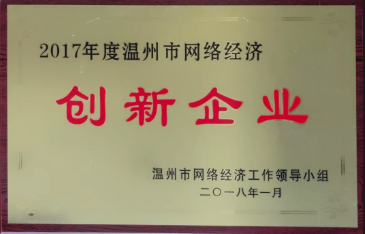 2017年度温州市网络经济
创新企业
温州市网络经济工作领导小组
二〇一八年一月